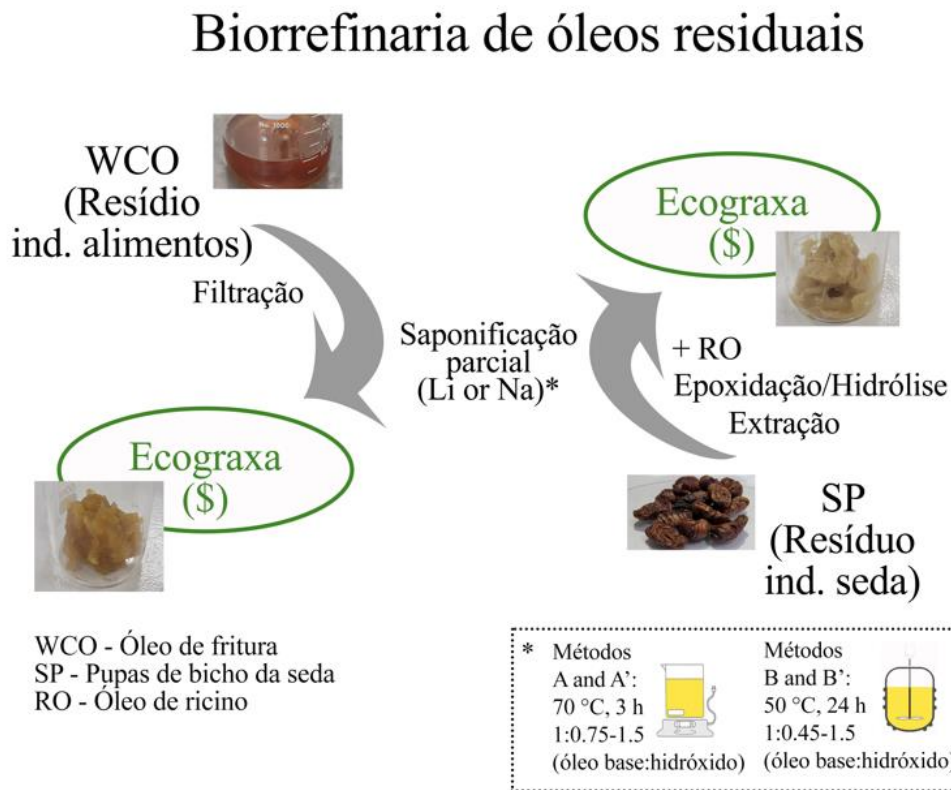 Biorrefinaria de óleos residuais
WCO
(Resídio
ind. alimentos)
Filtração
Ecograxa
($)
Saponificação
parcial
(Li or Na)*
Ecograxa
($)
+ RO
Epoxidação/Hidrólise
Extração
SP
(Resíduo
ind. seda)
WCO - Óleo de fritura
SP - Pupas de bicho da seda
RO - Óleo de ricino
* Métodos
A and A’:
70 °C, 3 h
1:0.75-1.5
(óleo base:hidróxido)
Métodos
B and B’:
50 °C, 24 h
1:0.45-1.5
(óleo base:hidróxido)